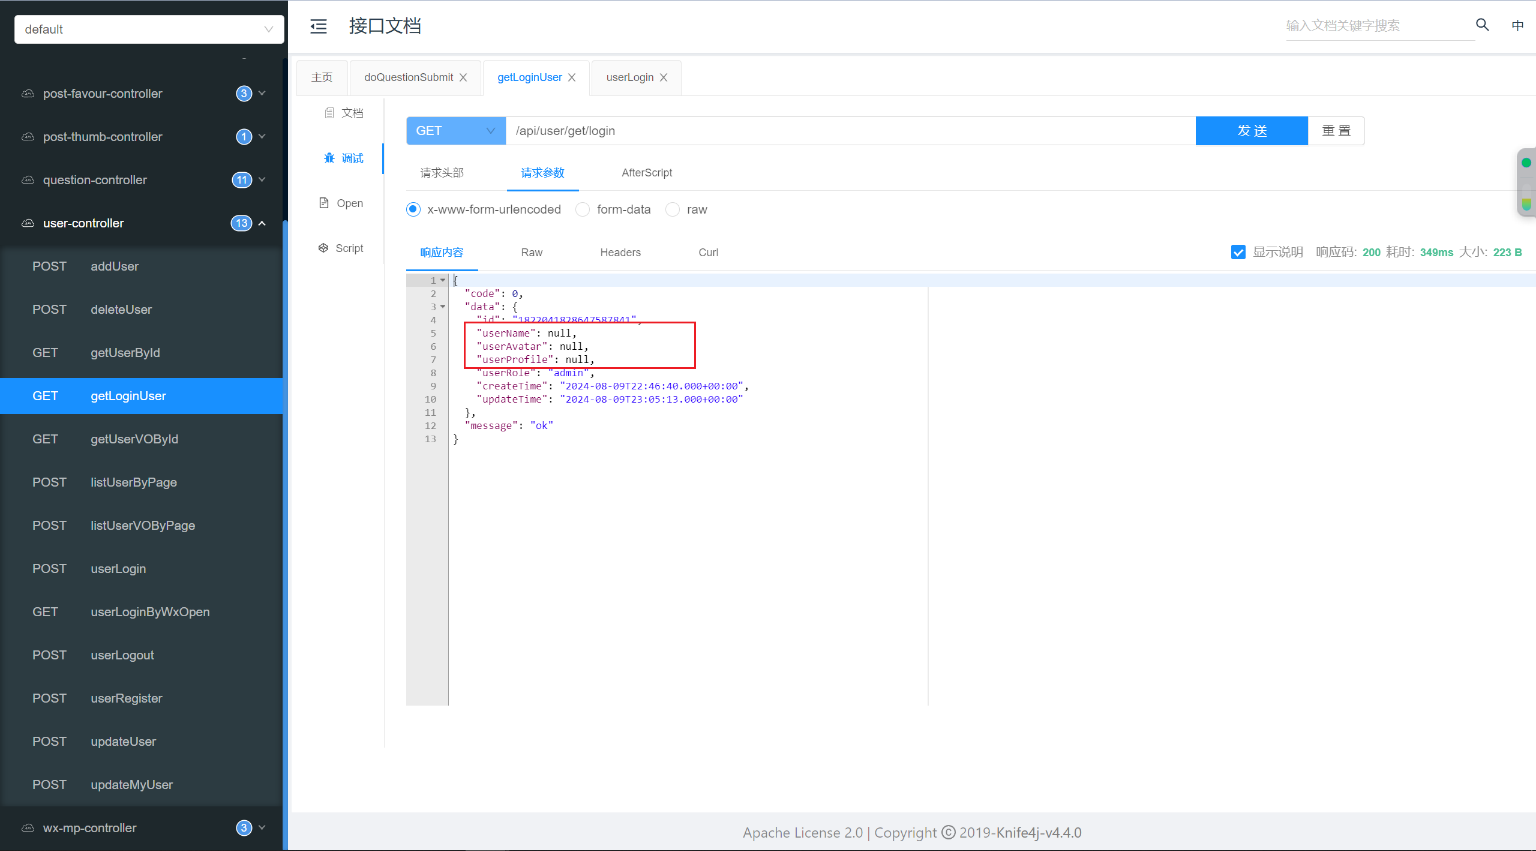 default
接口文档
输入文档关键字搜索
中
post-favour-controller 3
post-thumb-controller 1
question-controller 11
user-controller 13
POST addUser
POST deleteUser
GET getUserById
GET getLoginUser
GET getUserVOById
POST listUserByPage
POST listUserVOByPage
POST userLogin
GET userLoginByWxOpen
POST userLogout
POST userRegister
POST updateUser
POST updateMyUser
wx-mp-controller 3
主页 doQuestionSubmit getLoginUser userLogin
文档
调试
Open
Script
GET /api/user/get/login 发 送 重 置
请求头部 请求参数 AfterScript
x-www-form-urlencoded form-data raw
响应内容 Raw Headers Curl 显示说明 响应码: 200 耗时: 349ms 大小: 223 B
1 {
2 "code": 0,
3 "data": {
4 "id": "1822041828647587841",
5 "userName": null,
6 "userAvatar": null,
7 "userProfile": null,
8 "userRole": "admin",
9 "createTime": "2024-08-09T22:46:40.000+00:00",
10 "updateTime": "2024-08-09T23:05:13.000+00:00"
11 },
12 "message": "ok"
13 }
Apache License 2.0 | Copyright © 2019-Knife4j-v4.4.0